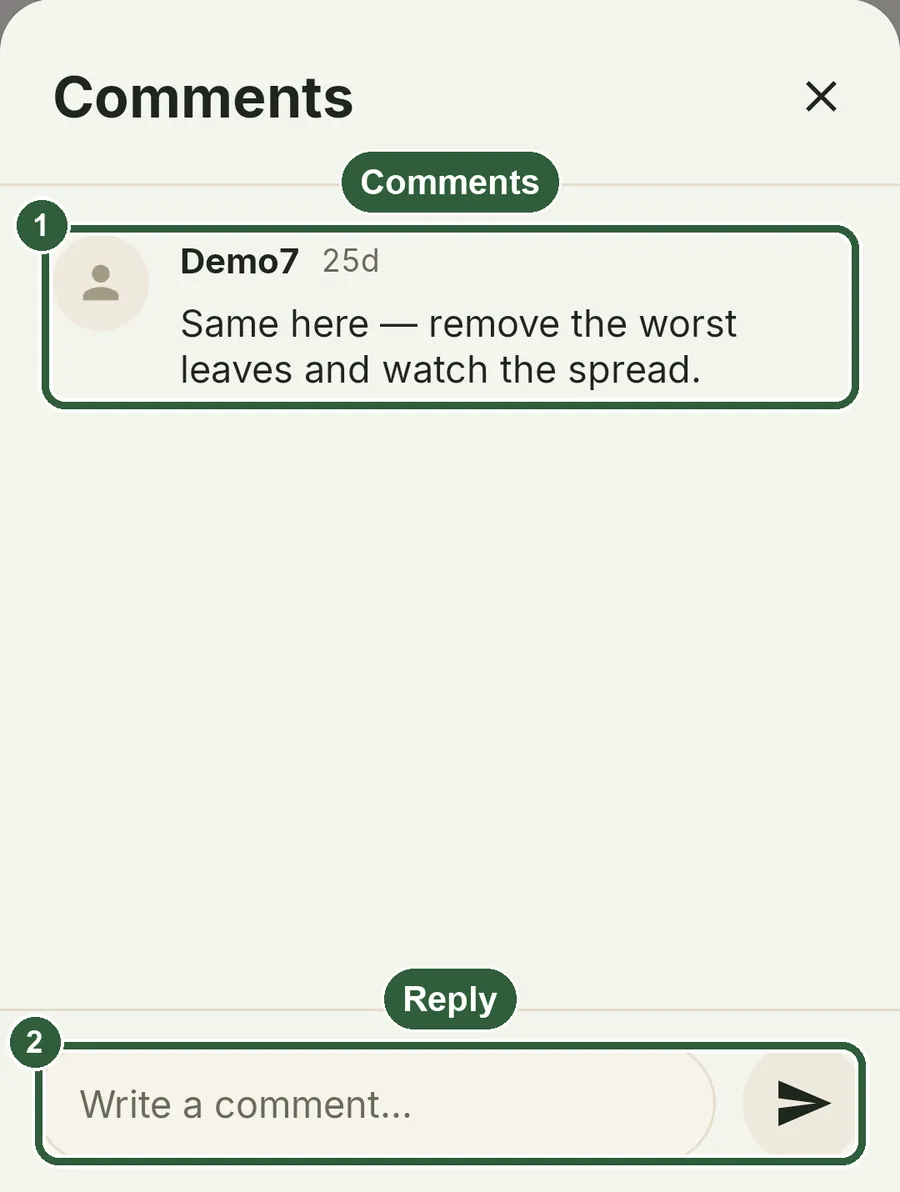 Comments
Comments
1
Demo7 25d
Same here — remove the worst
leaves and watch the spread.
Reply
2
Write a comment...